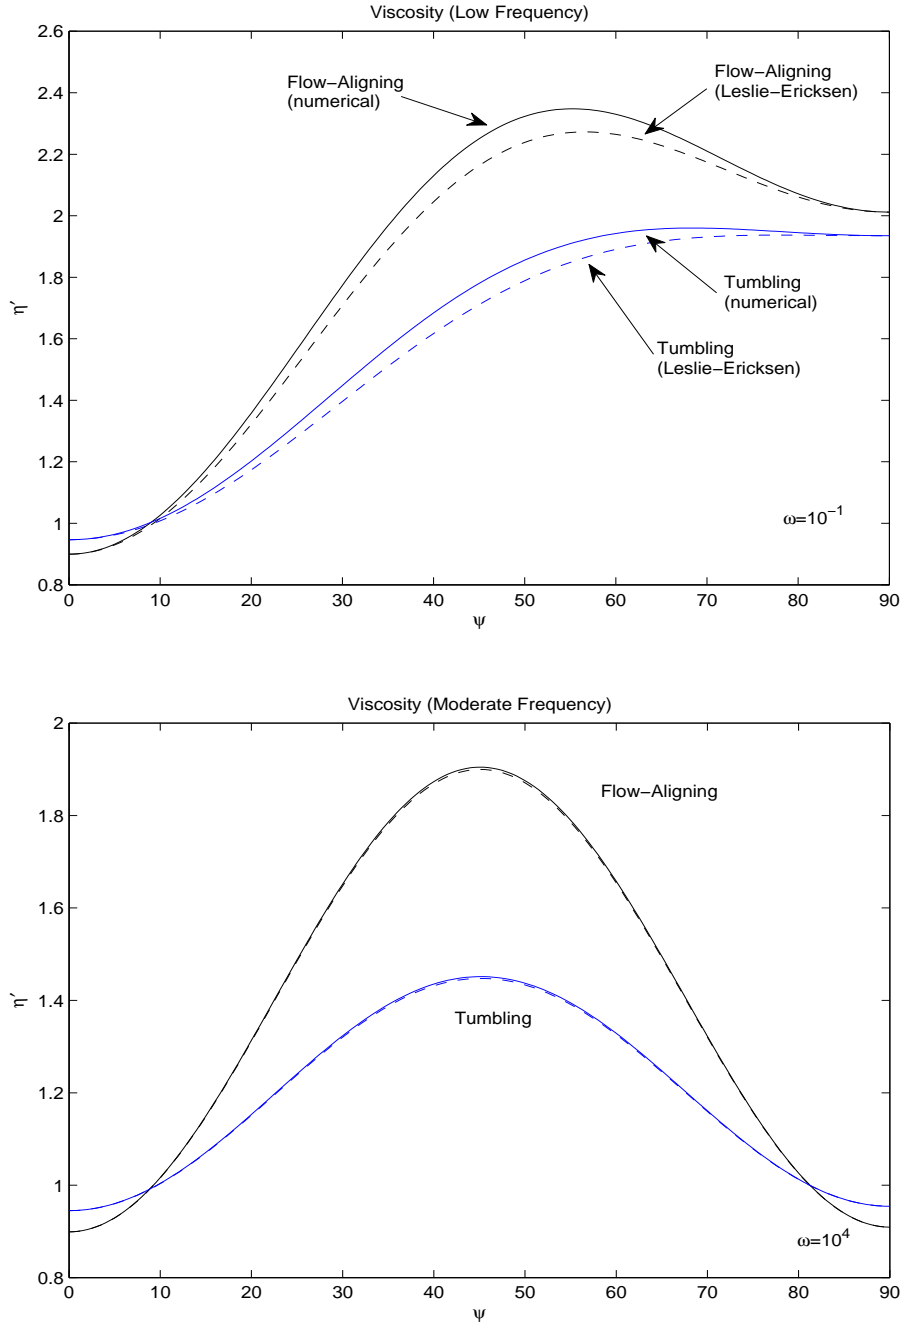 Viscosity (Low Frequency)
2.6
2.4
2.2
2
1.8
1.6
1.4
1.2
1
0.8
η′
Flow−Aligning
(numerical)
Flow−Aligning
(Leslie−Ericksen)
Tumbling
(numerical)
Tumbling
(Leslie−Ericksen)
ω=10⁻¹
0 10 20 30 40 50 60 70 80 90
ψ
Viscosity (Moderate Frequency)
2
1.8
1.6
1.4
1.2
1
0.8
η′
Flow−Aligning
Tumbling
ω=10⁴
0 10 20 30 40 50 60 70 80 90
ψ